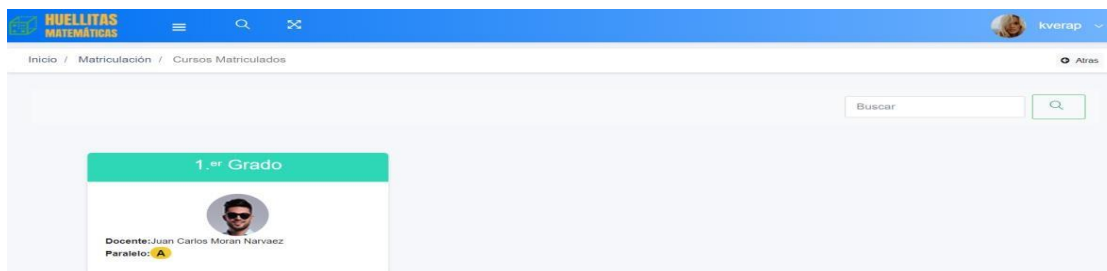 HUELLITAS
MATEMÁTICAS
kverap
Inicio / Matriculación / Cursos Matriculados
Atras
Buscar
1.er Grado
Docente:Juan Carlos Moran Narvaez
Paralelo: A